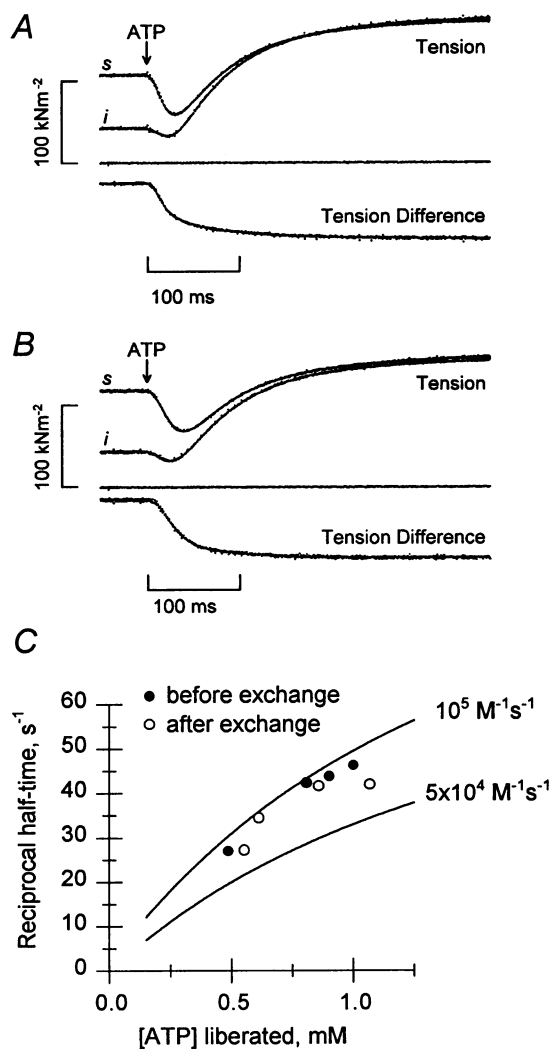 A
ATP
s
Tension
i
100 kNm-2
Tension Difference
100 ms
B
ATP
s
Tension
i
100 kNm-2
Tension Difference
100 ms
C
● before exchange
○ after exchange
10⁵ M⁻¹s⁻¹
5x10⁴ M⁻¹s⁻¹
Reciprocal half-time, s⁻¹
60
50
40
30
20
10
0
0.0 0.5 1.0
[ATP] liberated, mM